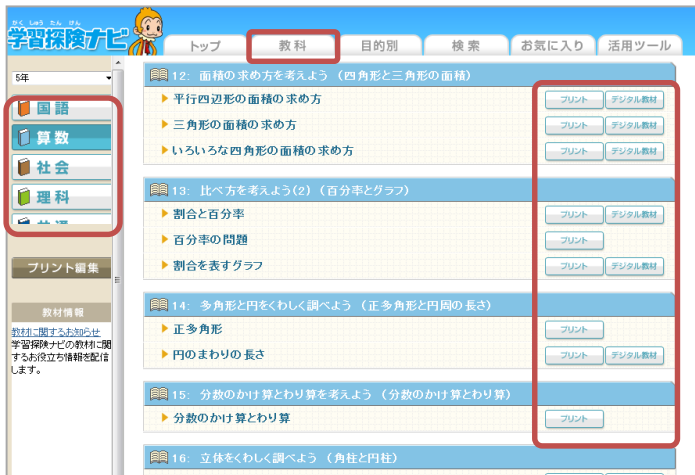 がくしゅうたんけん
学習探険ナビ
トップ
教科
目的別
検索
お気に入り
活用ツール
5年
国語
算数
社会
理科
プリント編集
教材情報
教材に関するお知らせ
学習探険ナビの教材に関
するお役立ち情報を配信
します。
12: 面積の求め方を考えよう (四角形と三角形の面積)
平行四辺形の面積の求め方 プリント デジタル教材
三角形の面積の求め方 プリント デジタル教材
いろいろな四角形の面積の求め方 プリント デジタル教材
13: 比べ方を考えよう(2) (百分率とグラフ)
割合と百分率 プリント デジタル教材
百分率の問題 プリント
割合を表すグラフ プリント デジタル教材
14: 多角形と円をくわしく調べよう (正多角形と円周の長さ)
正多角形 プリント
円のまわりの長さ プリント デジタル教材
15: 分数のかけ算とわり算を考えよう (分数のかけ算とわり算)
分数のかけ算とわり算 プリント
16: 立体をくわしく調べよう (角柱と円柱)